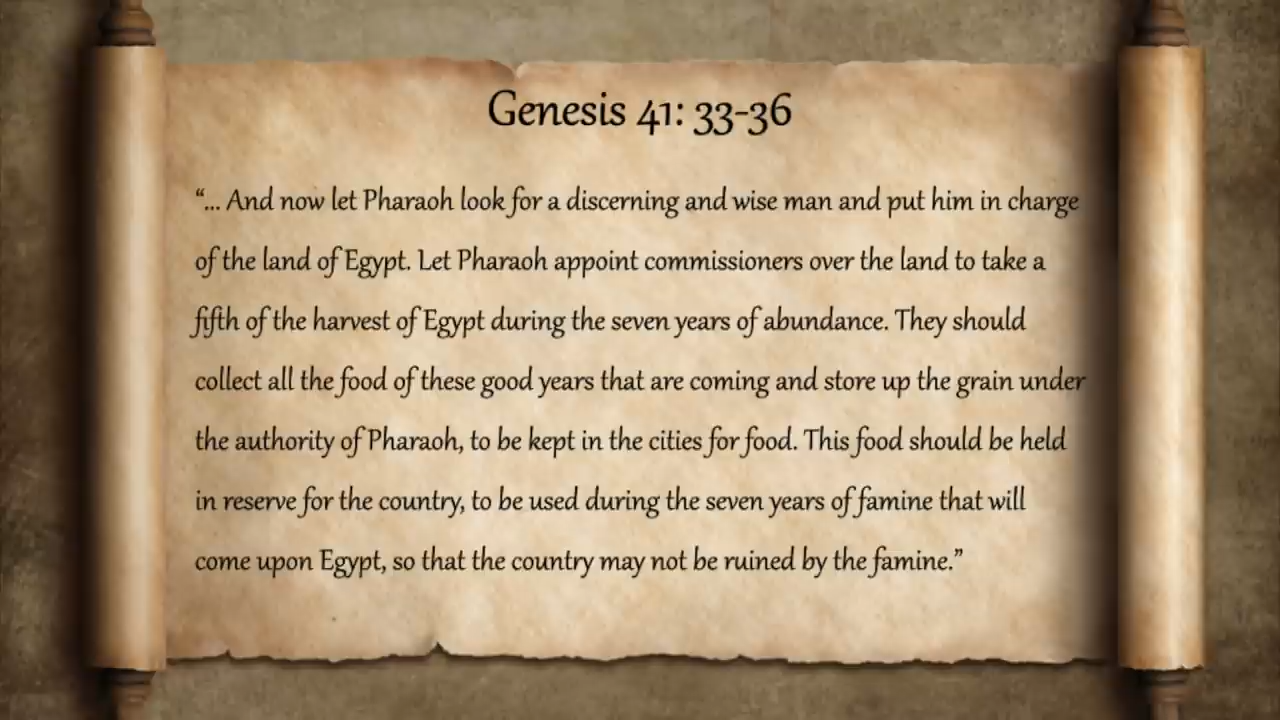 Genesis 41: 33-36
“... And now let Pharaoh look for a discerning and wise man and put him in charge
of the land of Egypt. Let Pharaoh appoint commissioners over the land to take a
fifth of the harvest of Egypt during the seven years of abundance. They should
collect all the food of these good years that are coming and store up the grain under
the authority of Pharaoh, to be kept in the cities for food. This food should be held
in reserve for the country, to be used during the seven years of famine that will
come upon Egypt, so that the country may not be ruined by the famine.”